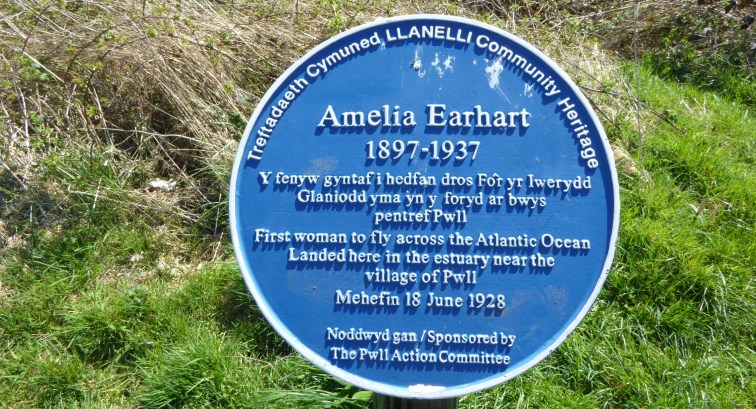 Treftadaeth Cymuned LLANELLI Community Heritage
Amelia Earhart
1897-1937
Y fenyw gyntaf i hedfan dros Fôr yr Iwerydd
Glaniodd yma yn y foryd ar bwys
pentref Pwll
First woman to fly across the Atlantic Ocean
Landed here in the estuary near the
village of Pwll
Mehefin 18 June 1928
Noddwyd gan / Sponsored by
The Pwll Action Committee